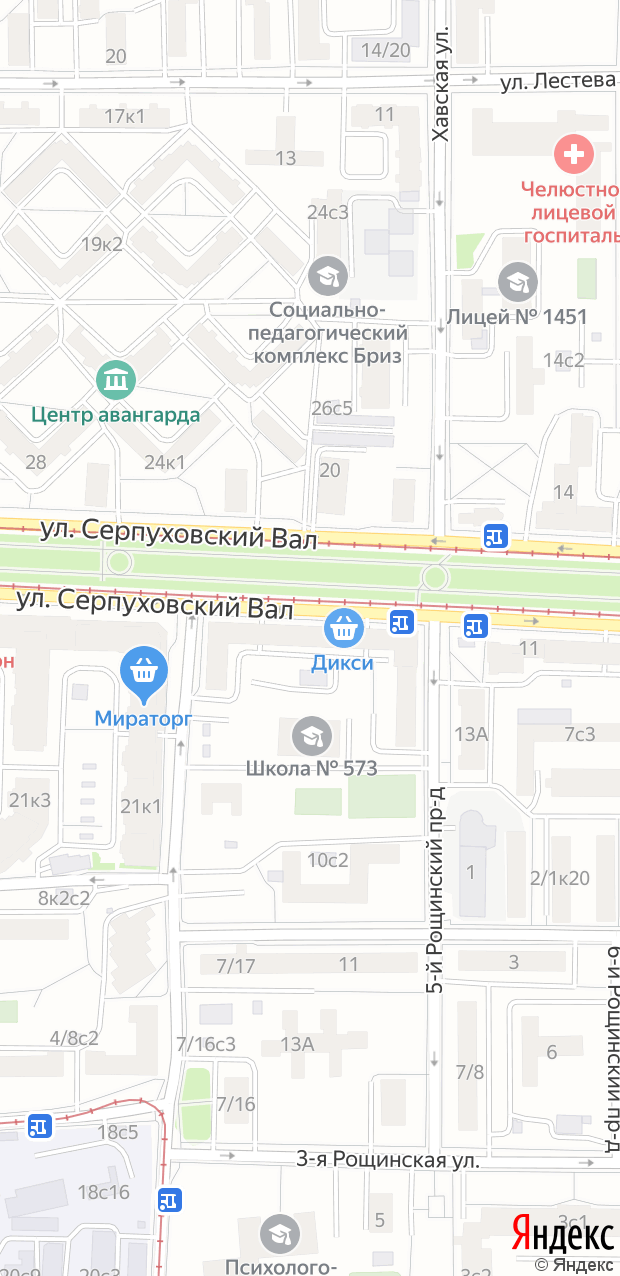 20
14/20
Хавская ул.
ул. Лестева
17к1
11
13
Челюстно-
лицевой
госпиталь
24с3
19к2
Социально-
педагогический
комплекс Бриз
Лицей № 1451
14с2
Центр авангарда
26с5
28
24к1
20
14
ул. Серпуховский Вал
ул. Серпуховский Вал
Дикси
11
он
Мираторг
13А
7с3
Школа № 573
21к3
21к1
5-й Рощинский пр-д
10с2
1
2/1к20
8к2с2
7/17
11
3
6-й Рощинский пр-д
4/8с2
7/16с3
13А
6
7/8
7/16
18с5
3-я Рощинская ул.
18с16
5
3с1
Яндекс
Психолого-
20с9
20с3
3с2
© Яндекс